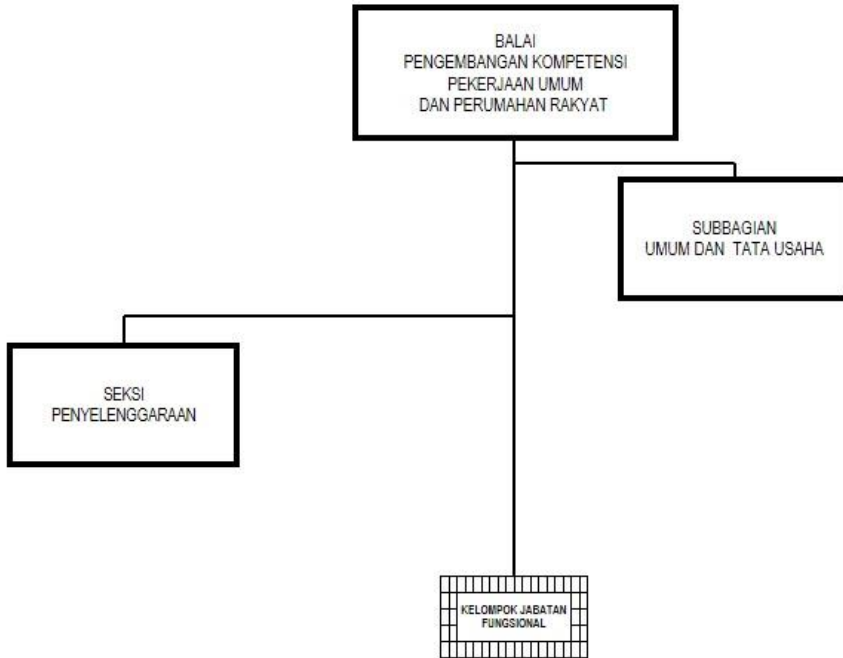 BALAI
PENGEMBANGAN KOMPETENSI
PEKERJAAN UMUM
DAN PERUMAHAN RAKYAT
SUBBAGIAN
UMUM DAN TATA USAHA
SEKSI
PENYELENGGARAAN
KELOMPOK JABATAN
FUNGSIONAL